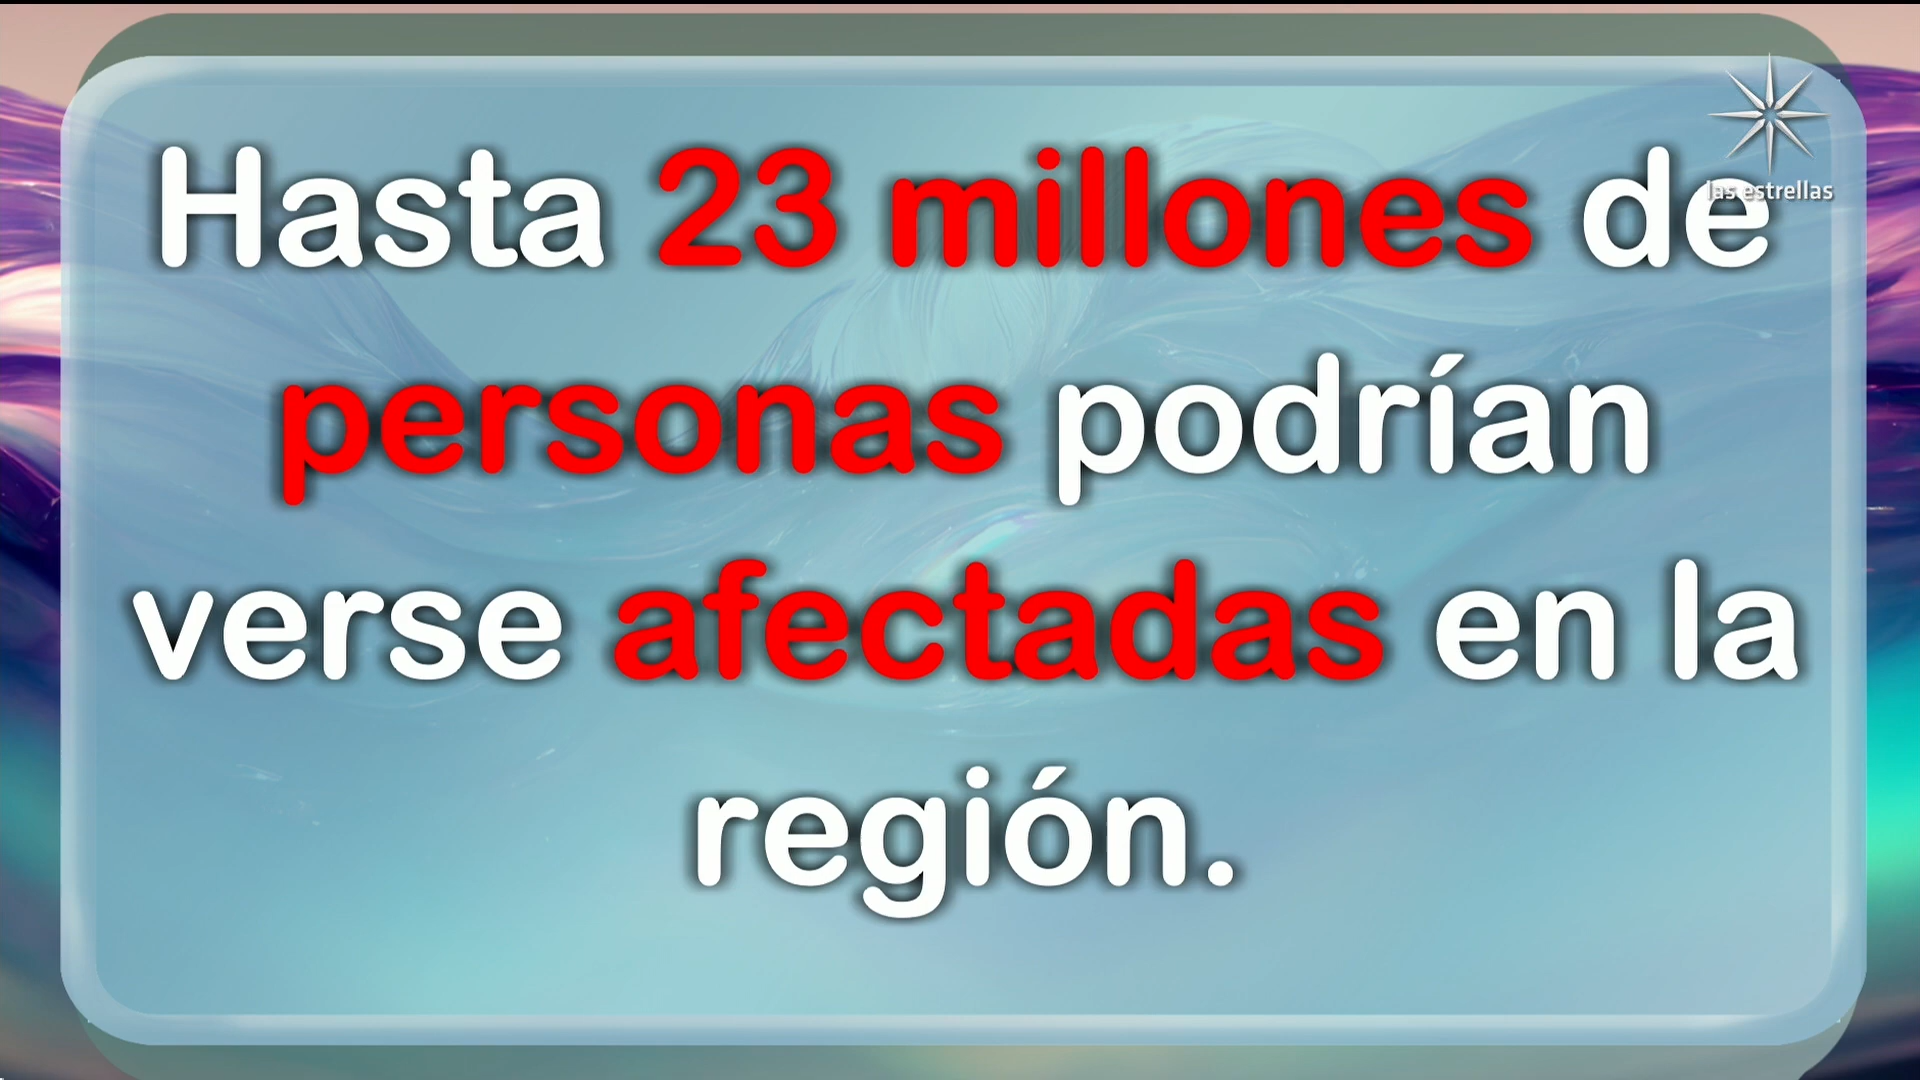 Hasta 23 millones de
personas podrían
verse afectadas en la
región.
las estrellas